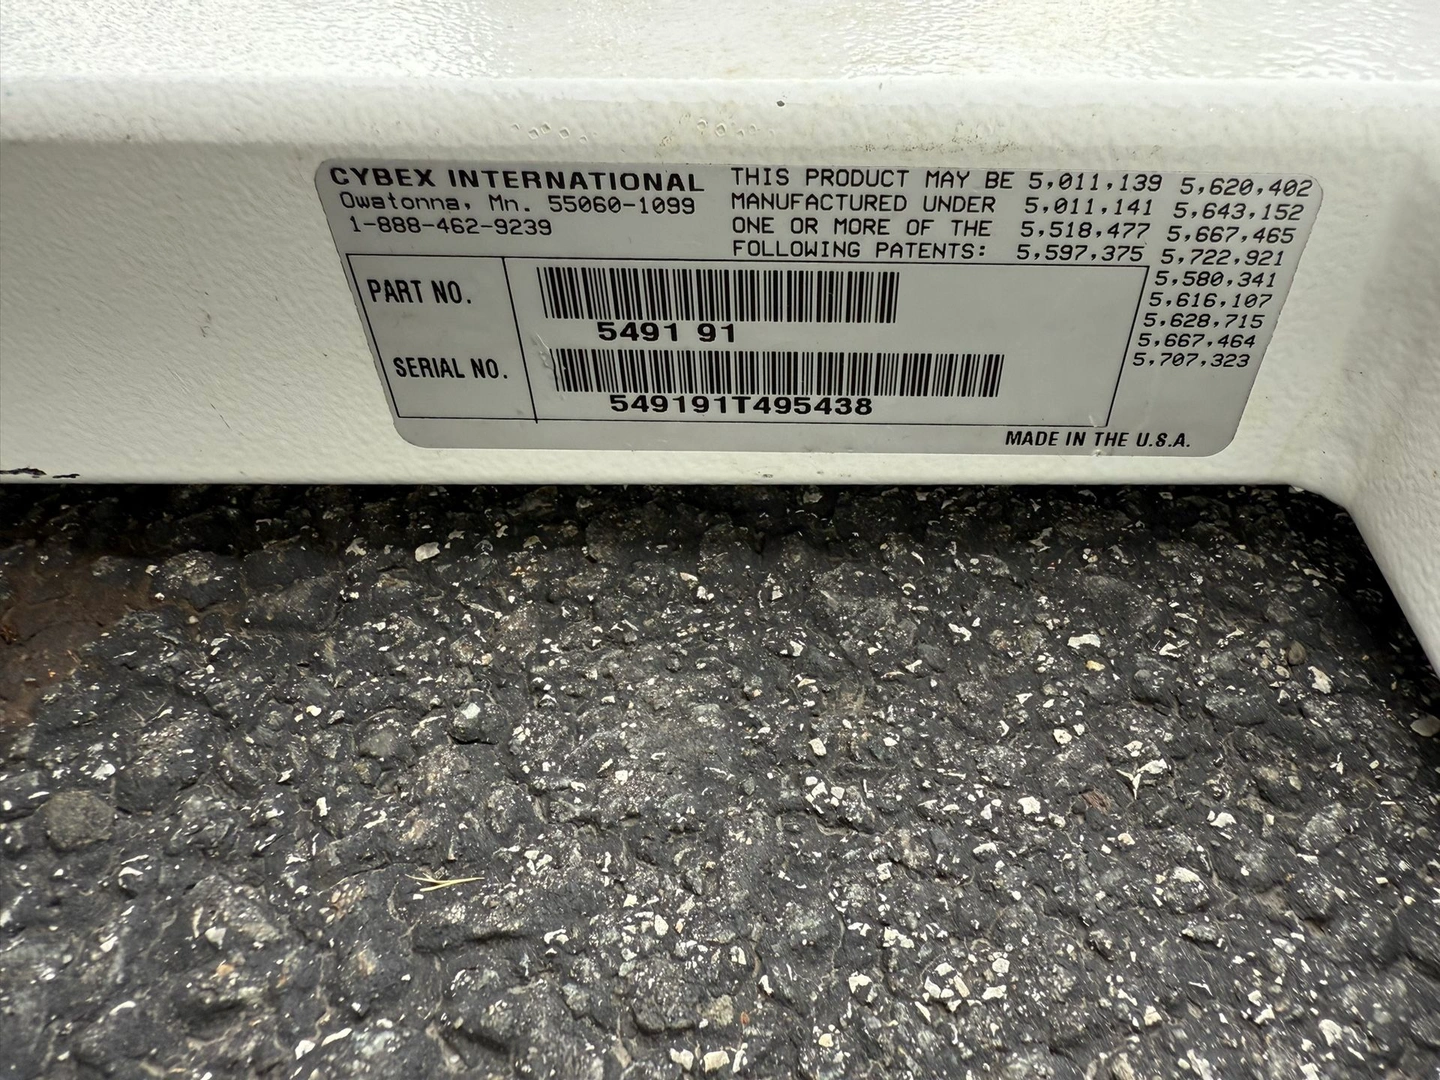 CYBEX INTERNATIONAL
Owatonna, Mn. 55060-1099
1-888-462-9239
THIS PRODUCT MAY BE
MANUFACTURED UNDER
ONE OR MORE OF THE
FOLLOWING PATENTS:
5,011,139 5,620,402
5,011,141 5,643,152
5,518,477 5,667,465
5,597,375 5,722,921
5,580,341
5,616,107
5,628,715
5,667,464
5,707,323
PART NO.
5491 91
SERIAL NO.
549191T495438
MADE IN THE U.S.A.